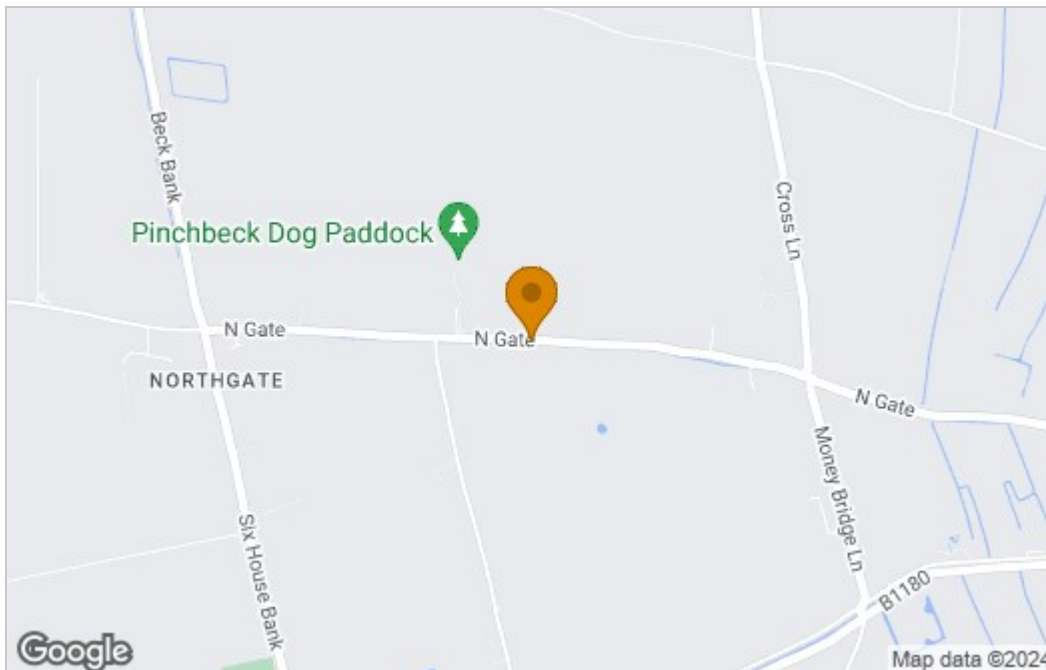 Beck Bank
Cross Ln
Pinchbeck Dog Paddock
N Gate
N Gate
NORTHGATE
N Gate
Money Bridge Ln
Six House Bank
B1180
Google
Map data ©2024